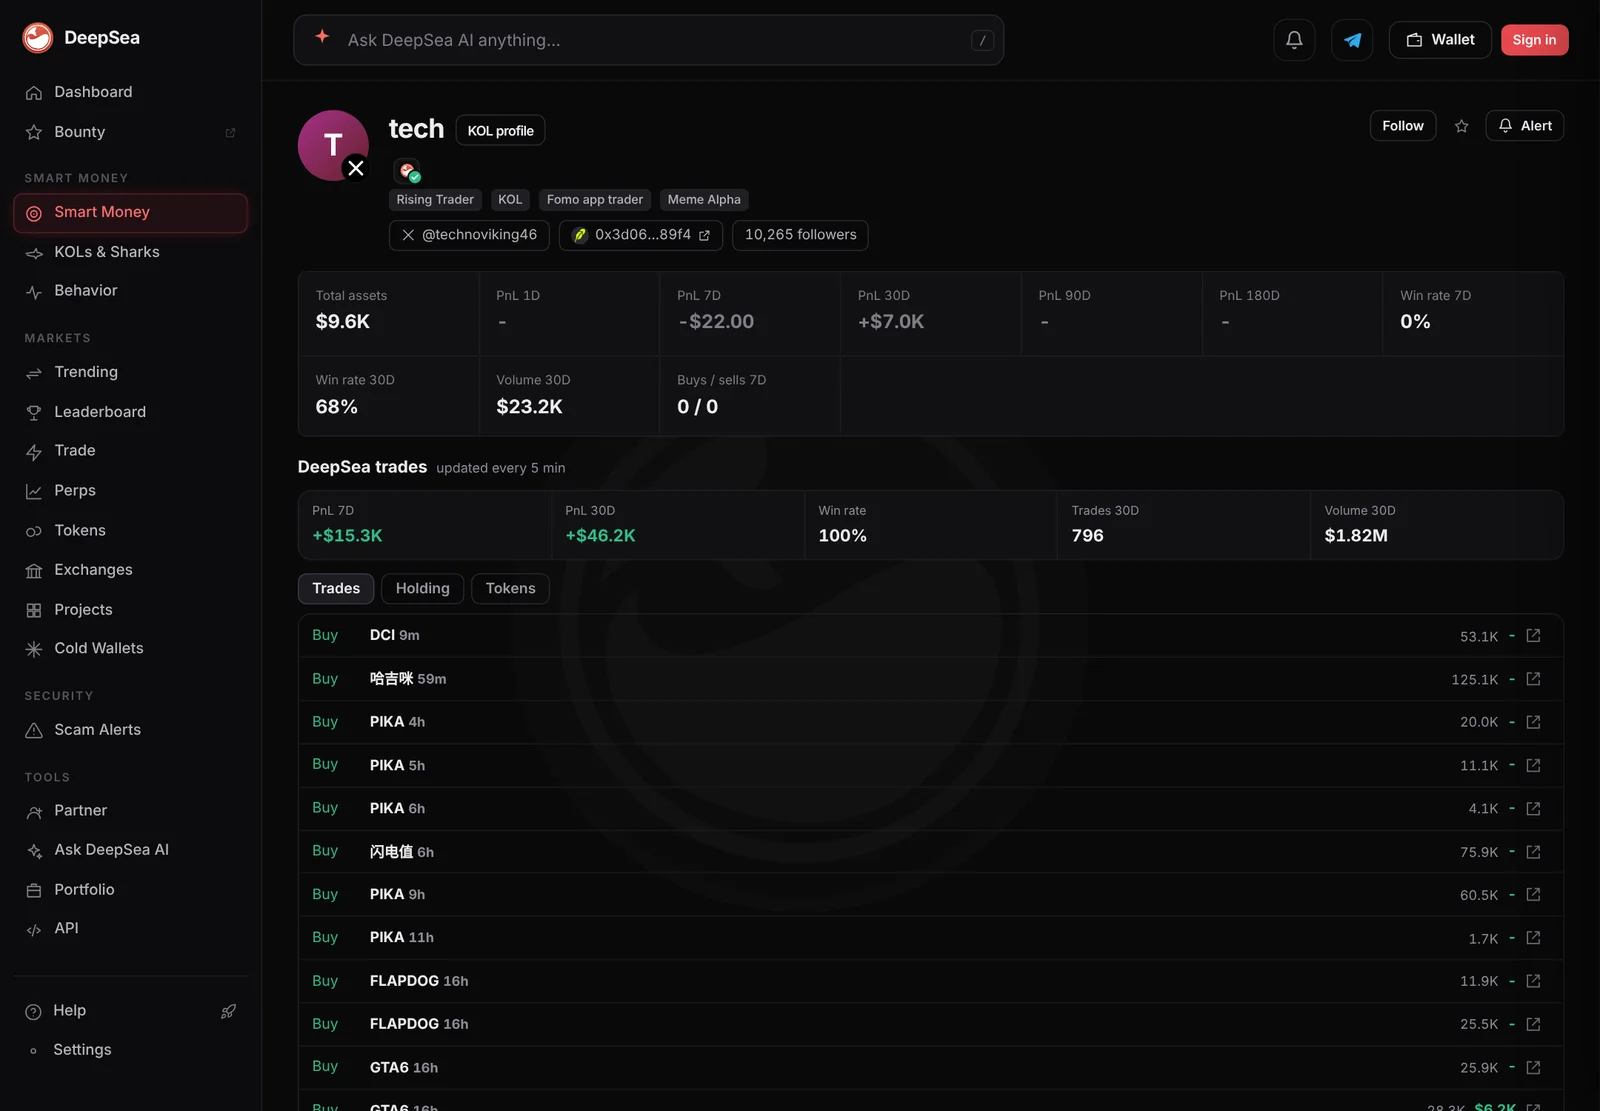 DeepSea
Ask DeepSea AI anything...
/
Wallet
Sign in
Dashboard
Bounty
SMART MONEY
Smart Money
KOLs & Sharks
Behavior
MARKETS
Trending
Leaderboard
Trade
Perps
Tokens
Exchanges
Projects
Cold Wallets
SECURITY
Scam Alerts
TOOLS
Partner
Ask DeepSea AI
Portfolio
API
Help
Settings
T
tech
KOL profile
Follow
Alert
Rising Trader
KOL
Fomo app trader
Meme Alpha
@technoviking46
0x3d06...89f4
10,265 followers
Total assets
$9.6K
PnL 1D
-
PnL 7D
-$22.00
PnL 30D
+$7.0K
PnL 90D
-
PnL 180D
-
Win rate 7D
0%
Win rate 30D
68%
Volume 30D
$23.2K
Buys / sells 7D
0 / 0
DeepSea trades updated every 5 min
PnL 7D
+$15.3K
PnL 30D
+$46.2K
Win rate
100%
Trades 30D
796
Volume 30D
$1.82M
Trades
Holding
Tokens
Buy DCI 9m 53.1K -
Buy 哈吉咪 59m 125.1K -
Buy PIKA 4h 20.0K -
Buy PIKA 5h 11.1K -
Buy PIKA 6h 4.1K -
Buy 闪电值 6h 75.9K -
Buy PIKA 9h 60.5K -
Buy PIKA 11h 1.7K -
Buy FLAPDOG 16h 11.9K -
Buy FLAPDOG 16h 25.5K -
Buy GTA6 16h 25.9K -
Buy GTA6 16h 28.3K $6.2K